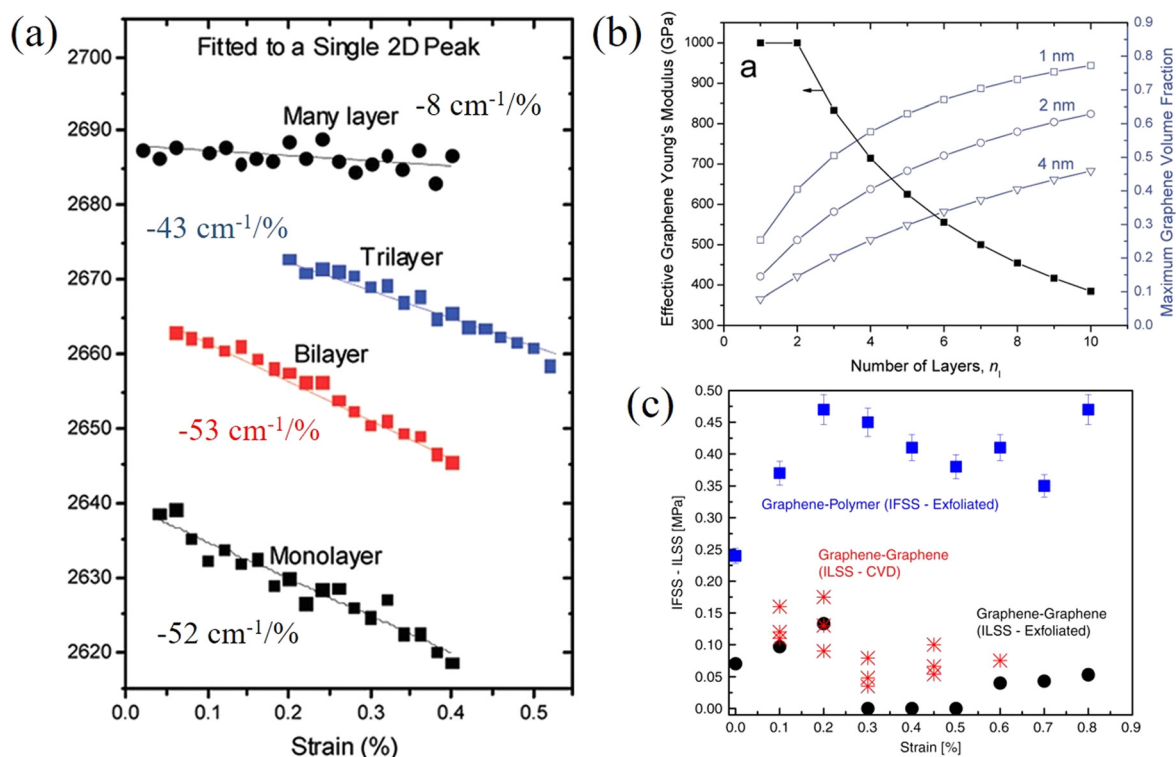 (a)
Fitted to a Single 2D Peak
2700
2690
2680
2670
2660
2650
2640
2630
2620
Many layer
-8 cm⁻¹/%
-43 cm⁻¹/%
Trilayer
Bilayer
-53 cm⁻¹/%
Monolayer
-52 cm⁻¹/%
0.0 0.1 0.2 0.3 0.4 0.5
Strain (%)
(b)
a
Effective Graphene Young's Modulus (GPa)
1000
900
800
700
600
500
400
300
1 nm
2 nm
4 nm
0.9
0.8
0.7
0.6
0.5
0.4
0.3
0.2
0.1
0.0
Maximum Graphene Volume Fraction
0 2 4 6 8 10
Number of Layers, nₗ
(c)
IFSS - ILSS [MPa]
0.50
0.45
0.40
0.35
0.30
0.25
0.20
0.15
0.10
0.05
0.00
Graphene-Polymer (IFSS - Exfoliated)
Graphene-Graphene
(ILSS - CVD)
Graphene-Graphene
(ILSS - Exfoliated)
0.0 0.1 0.2 0.3 0.4 0.5 0.6 0.7 0.8 0.9
Strain [%]